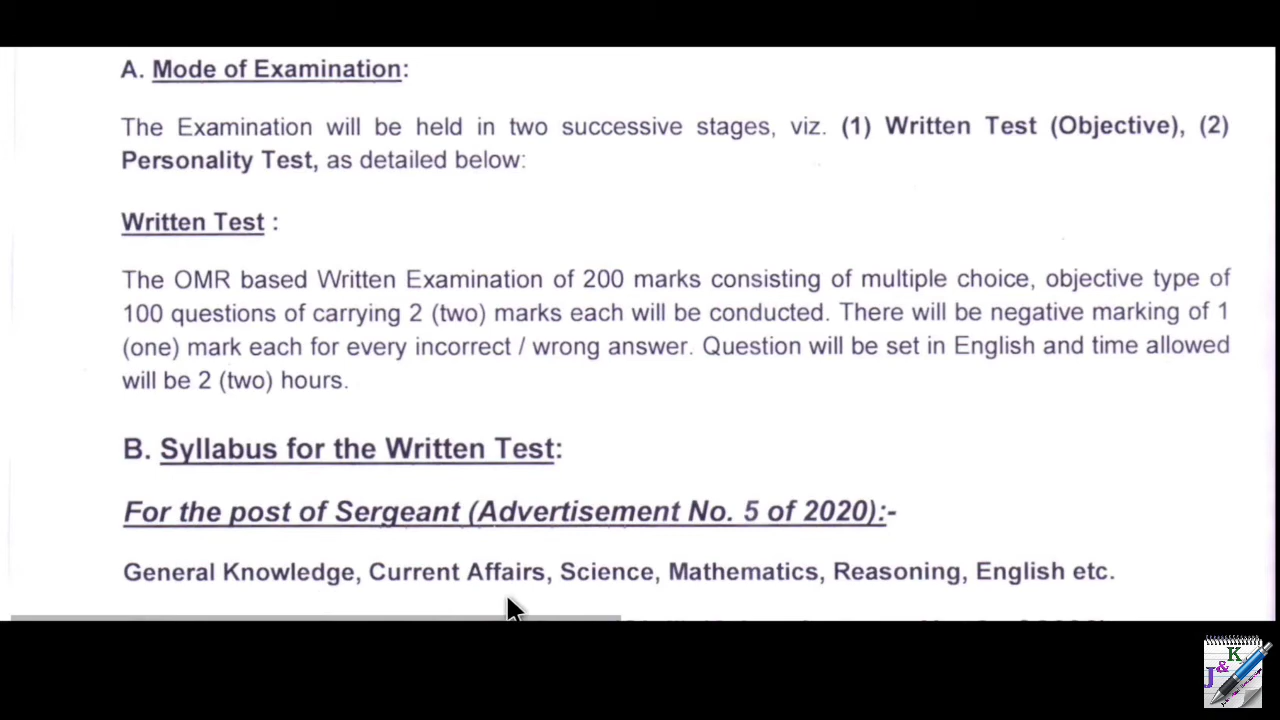 A. Mode of Examination:
The Examination will be held in two successive stages, viz. (1) Written Test (Objective), (2)
Personality Test, as detailed below:
Written Test :
The OMR based Written Examination of 200 marks consisting of multiple choice, objective type of
100 questions of carrying 2 (two) marks each will be conducted. There will be negative marking of 1
(one) mark each for every incorrect / wrong answer. Question will be set in English and time allowed
will be 2 (two) hours.
B. Syllabus for the Written Test:
For the post of Sergeant (Advertisement No. 5 of 2020):-
General Knowledge, Current Affairs, Science, Mathematics, Reasoning, English etc.
J&K